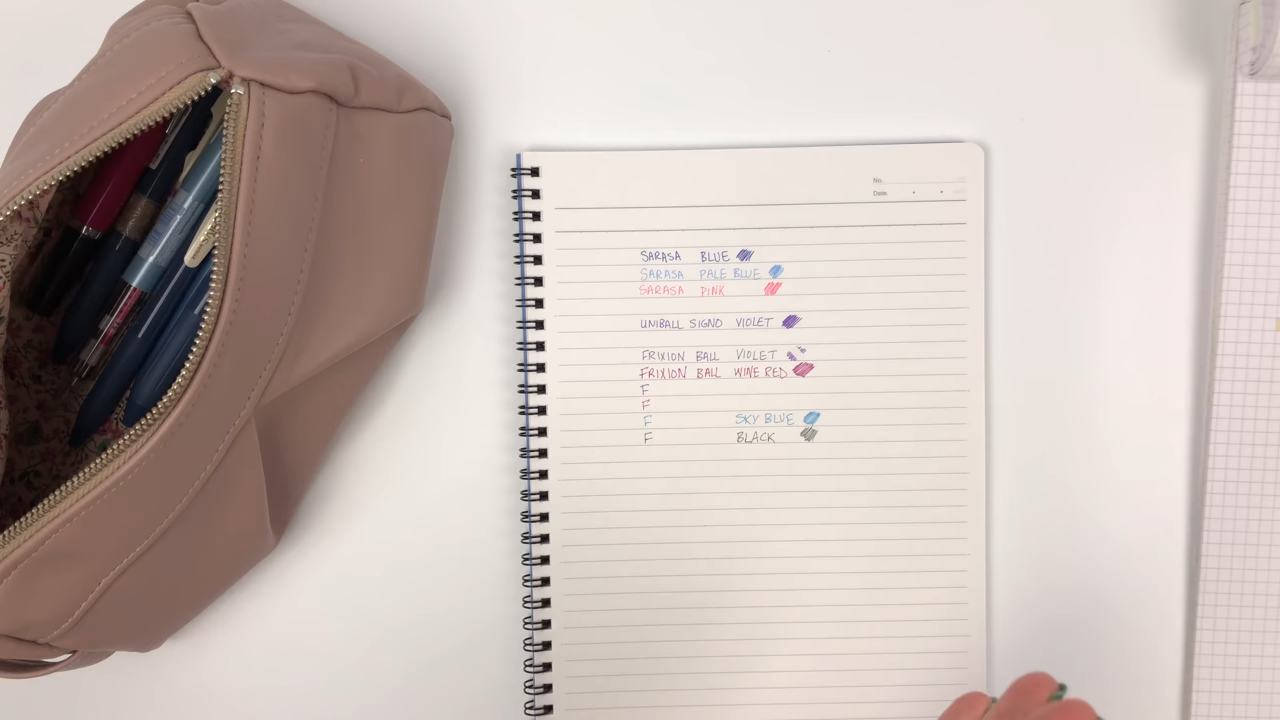 No.
Date
SARASA BLUE
SARASA PALE BLUE
SARASA PINK
UNIBALL SIGNO VIOLET
FRIXION BALL VIOLET
FRIXION BALL WINE RED
F
F
F SKY BLUE
F BLACK